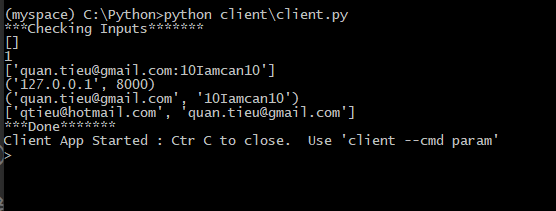 (myspace) C:\Python>python client\client.py
***Checking Inputs*******
[]
1
['quan.tieu@gmail.com:10Iamcan10']
('127.0.0.1', 8000)
('quan.tieu@gmail.com', '10Iamcan10')
['qtieu@hotmail.com', 'quan.tieu@gmail.com']
***Done*******
Client App Started : Ctr C to close.  Use 'client --cmd param'
>